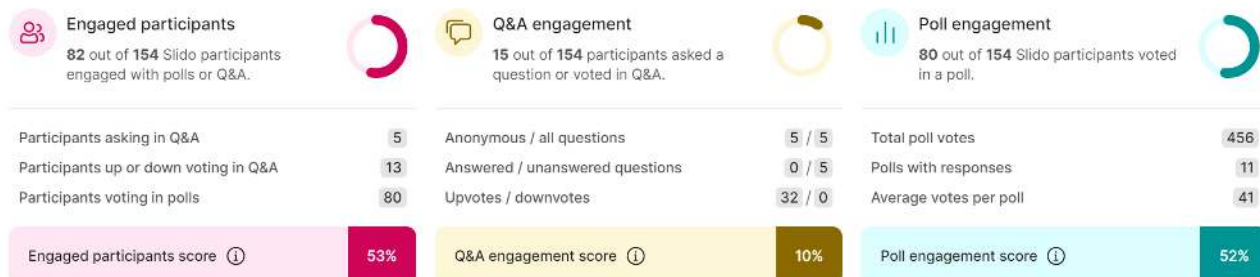 Engaged participants
82 out of 154 Slido participants
engaged with polls or Q&A.
Participants asking in Q&A 5
Participants up or down voting in Q&A 13
Participants voting in polls 80
Engaged participants score 53%
Q&A engagement
15 out of 154 participants asked a
question or voted in Q&A.
Anonymous / all questions 5 / 5
Answered / unanswered questions 0 / 5
Upvotes / downvotes 32 / 0
Q&A engagement score 10%
Poll engagement
80 out of 154 Slido participants voted
in a poll.
Total poll votes 456
Polls with responses 11
Average votes per poll 41
Poll engagement score 52%